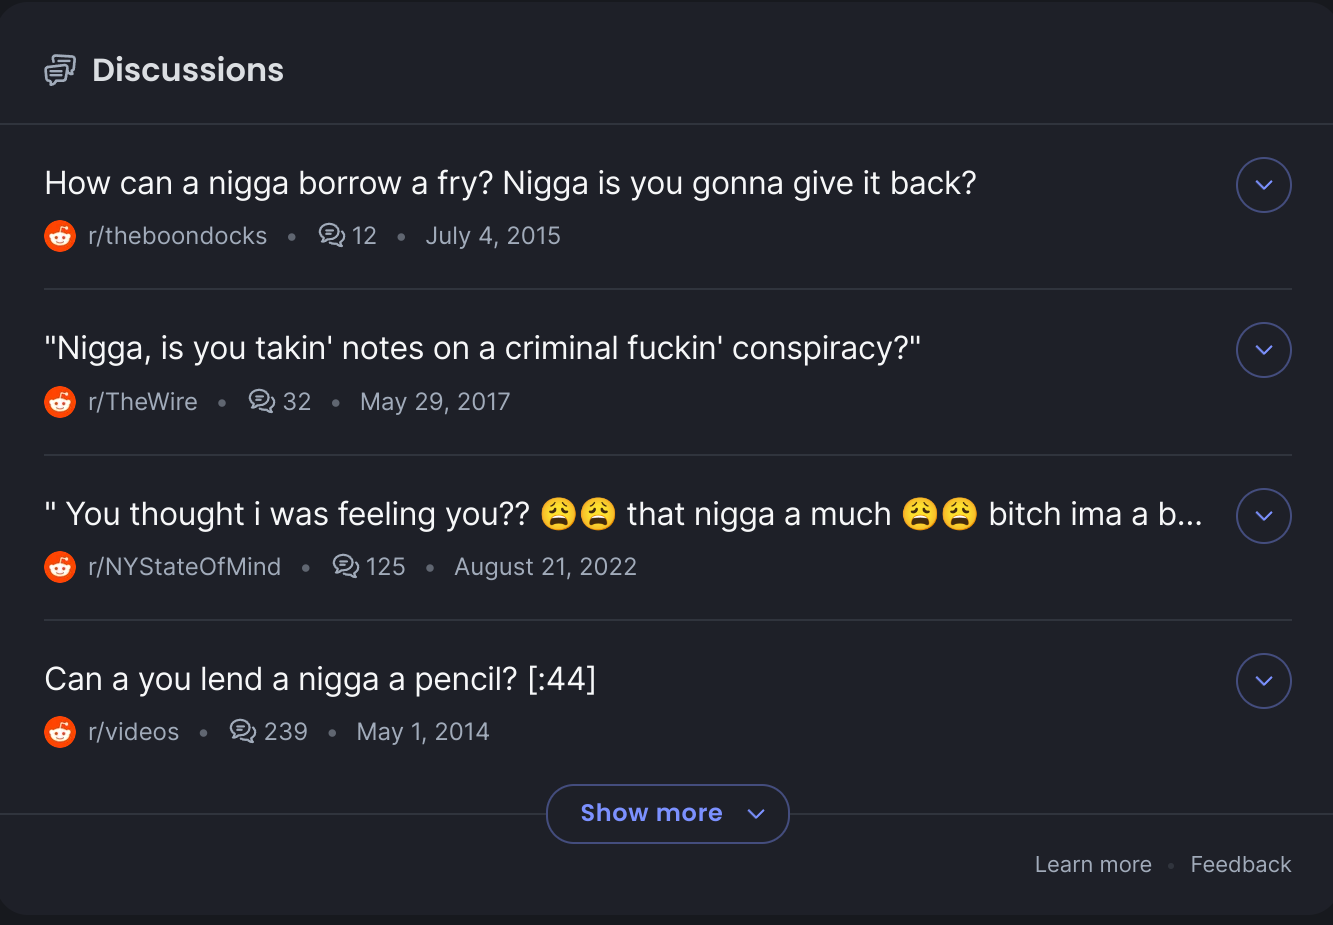 Discussions
How can a nigga borrow a fry? Nigga is you gonna give it back?
r/theboondocks • 12 • July 4, 2015
"Nigga, is you takin' notes on a criminal fuckin' conspiracy?"
r/TheWire • 32 • May 29, 2017
" You thought i was feeling you?? 😩😩 that nigga a much 😩😩 bitch ima a b...
r/NYStateOfMind • 125 • August 21, 2022
Can a you lend a nigga a pencil? [:44]
r/videos • 239 • May 1, 2014
Show more
Learn more • Feedback